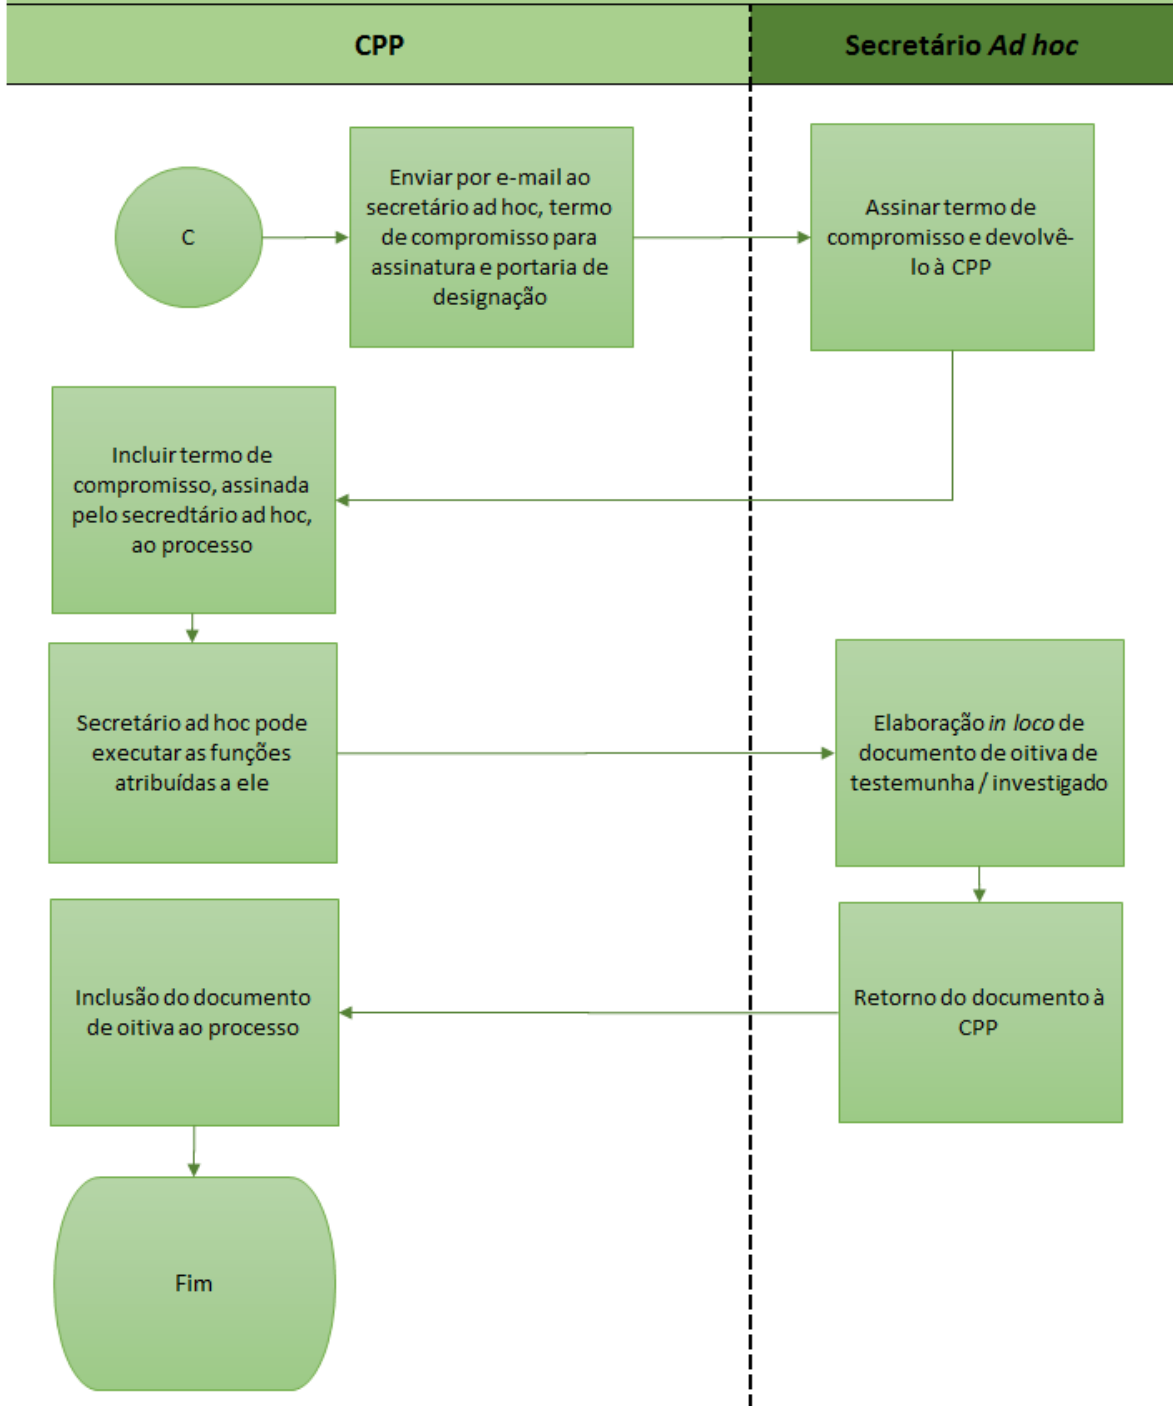 CPP
Secretário Ad hoc
C
Enviar por e-mail ao
secretário ad hoc, termo
de compromisso para
assinatura e portaria de
designação
Assinar termo de
compromisso e devolvê-
lo à CPP
Incluir termo de
compromisso, assinada
pelo secredtário ad hoc,
ao processo
Secretário ad hoc pode
executar as funções
atribuídas a ele
Elaboração in loco de
documento de oitiva de
testemunha / investigado
Retorno do documento à
CPP
Inclusão do documento
de oitiva ao processo
Fim